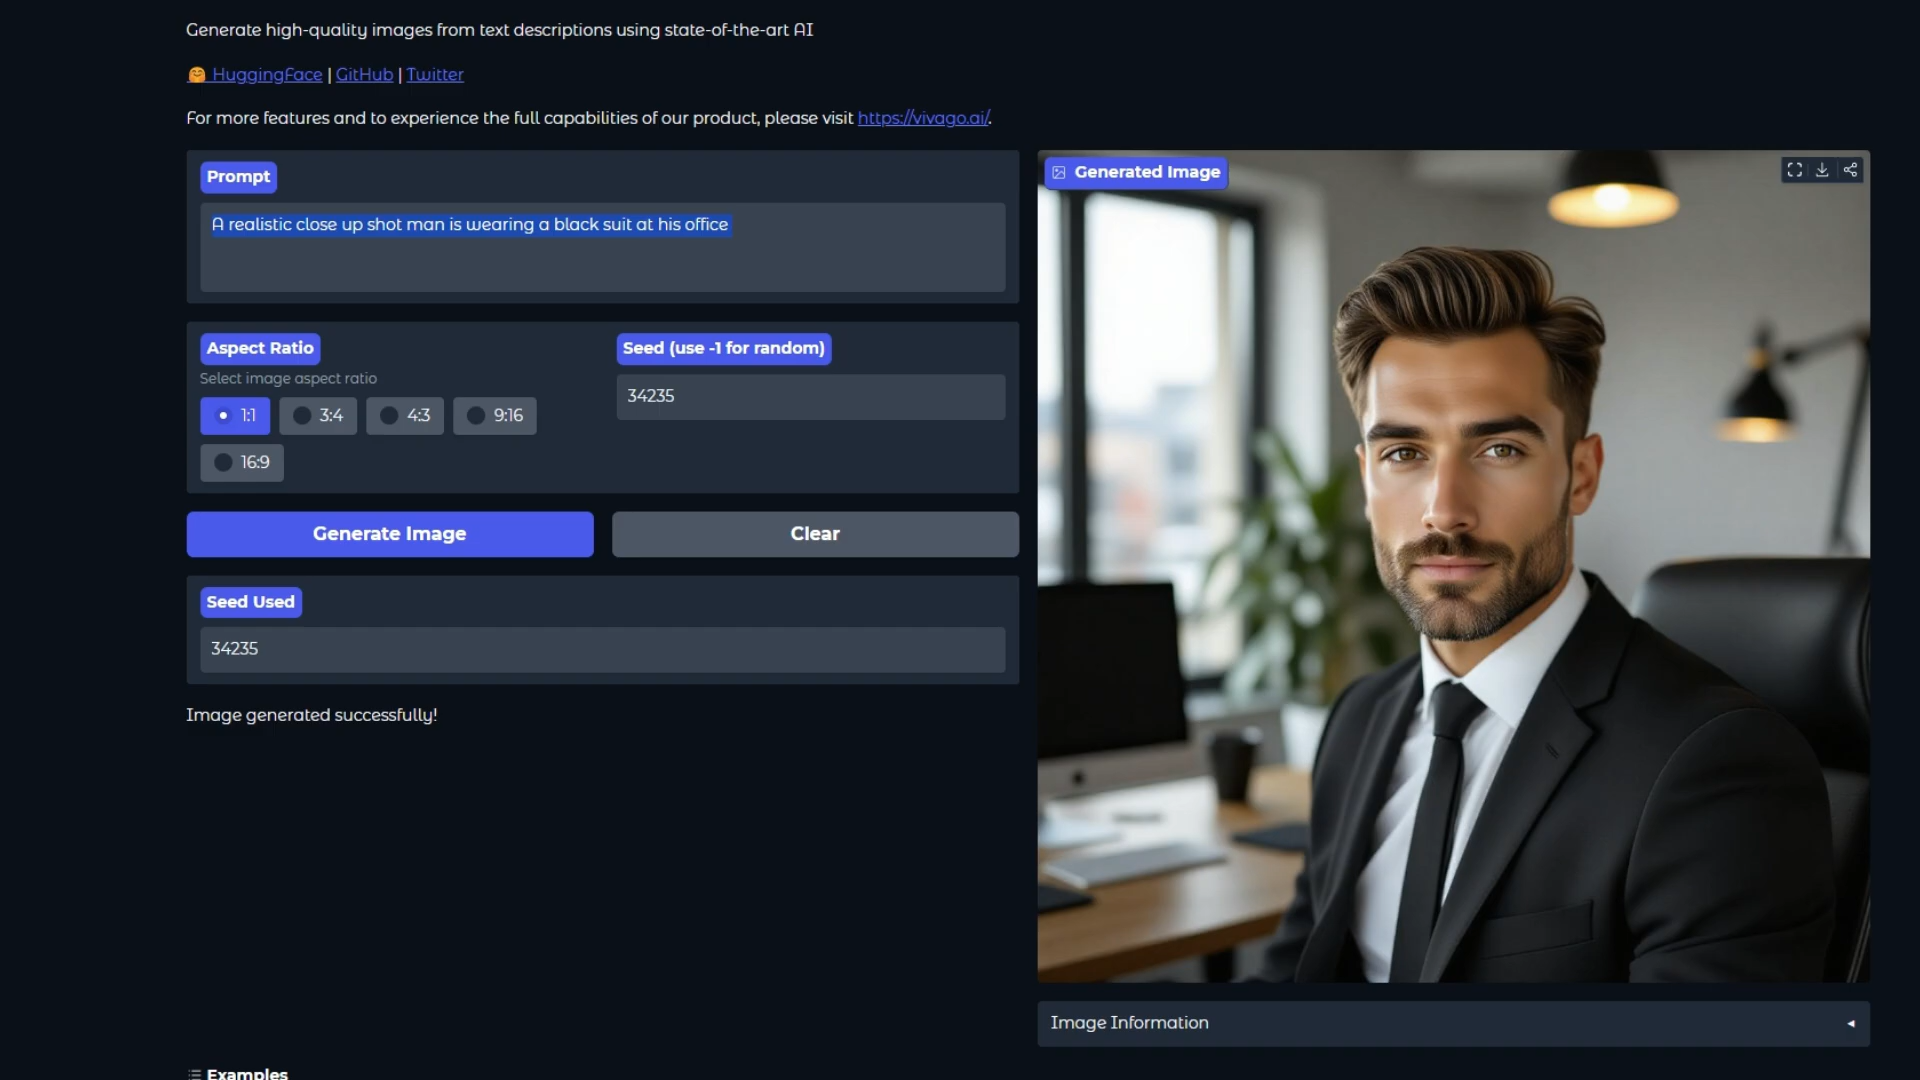 Generate high-quality images from text descriptions using state-of-the-art AI
🤗 HuggingFace | GitHub | Twitter
For more features and to experience the full capabilities of our product, please visit https://vivago.ai/.
Prompt
A realistic close up shot man is wearing a black suit at his office
Aspect Ratio
Select image aspect ratio
1:1
3:4
4:3
9:16
16:9
Seed (use -1 for random)
34235
Generate Image
Clear
Seed Used
34235
Image generated successfully!
Generated Image
Image Information
Examples